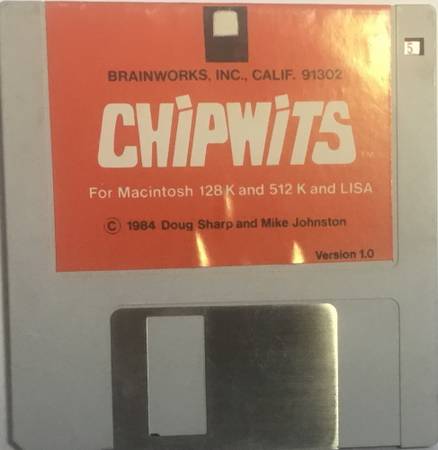 5
BRAINWORKS, INC., CALIF. 91302
CHiPWiTS TM
For Macintosh 128K and 512 K and LISA
© 1984 Doug Sharp and Mike Johnston
Version 1.0